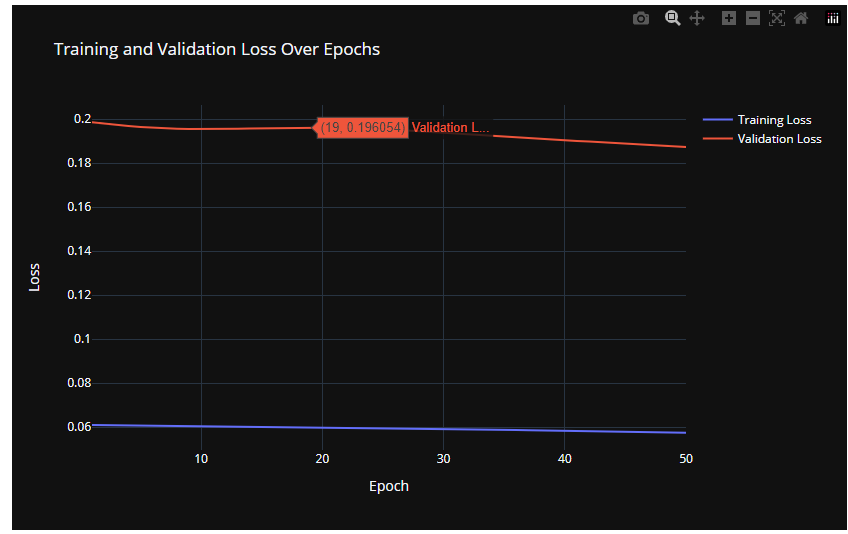 Training and Validation Loss Over Epochs
Training Loss
Validation Loss
(19, 0.196054) Validation L...
Loss
0.2
0.18
0.16
0.14
0.12
0.1
0.08
0.06
10 20 30 40 50
Epoch